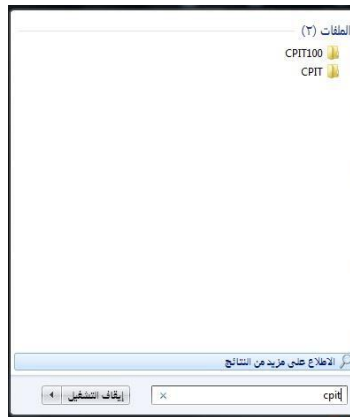 الملفات (٢)
CPIT100
CPIT
الاطلاع على مزيد من النتائج
cpit
إيقاف التشغيل